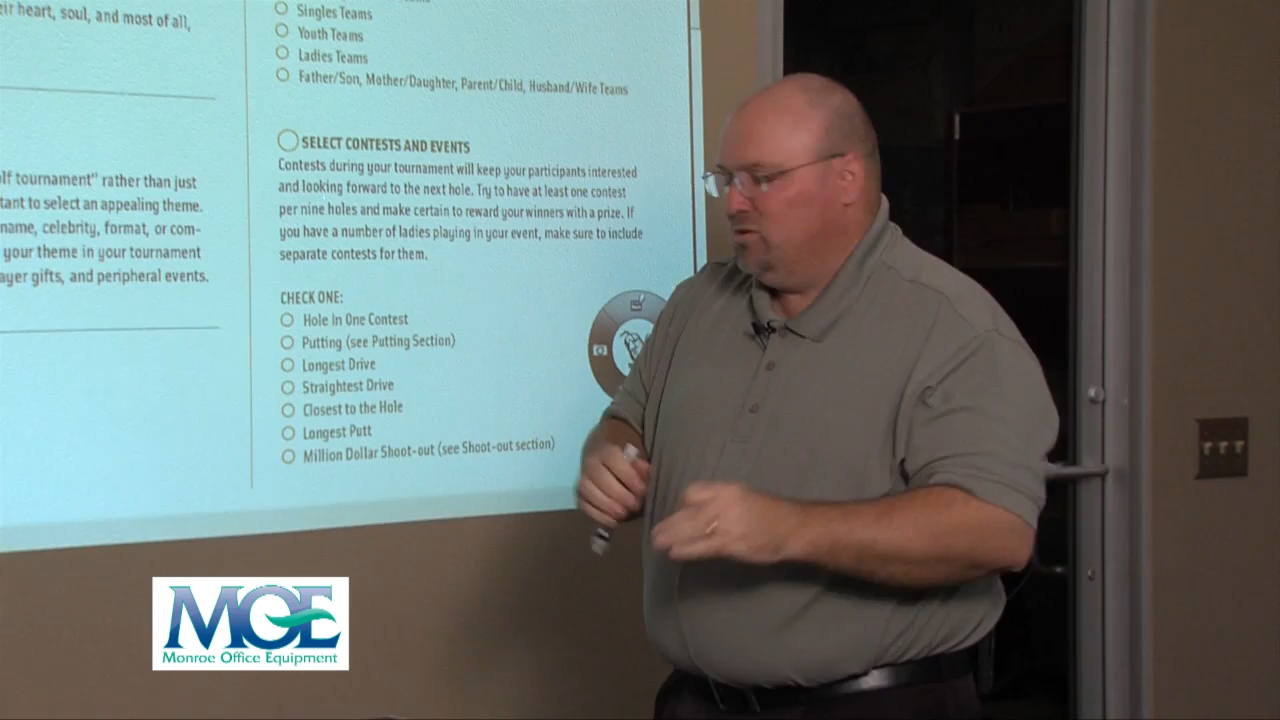 eir heart, soul, and most of all,
lf tournament" rather than just
tant to select an appealing theme.
name, celebrity, format, or com-
your theme in your tournament
ayer gifts, and peripheral events.
Singles Teams
Youth Teams
Ladies Teams
Father/Son, Mother/Daughter, Parent/Child, Husband/Wife Teams
SELECT CONTESTS AND EVENTS
Contests during your tournament will keep your participants interested
and looking forward to the next hole. Try to have at least one contest
per nine holes and make certain to reward your winners with a prize. If
you have a number of ladies playing in your event, make sure to include
separate contests for them.
CHECK ONE:
Hole In One Contest
Putting (see Putting Section)
Longest Drive
Straightest Drive
Closest to the Hole
Longest Putt
Million Dollar Shoot-out (see Shoot-out section)
MOE
Monroe Office Equipment